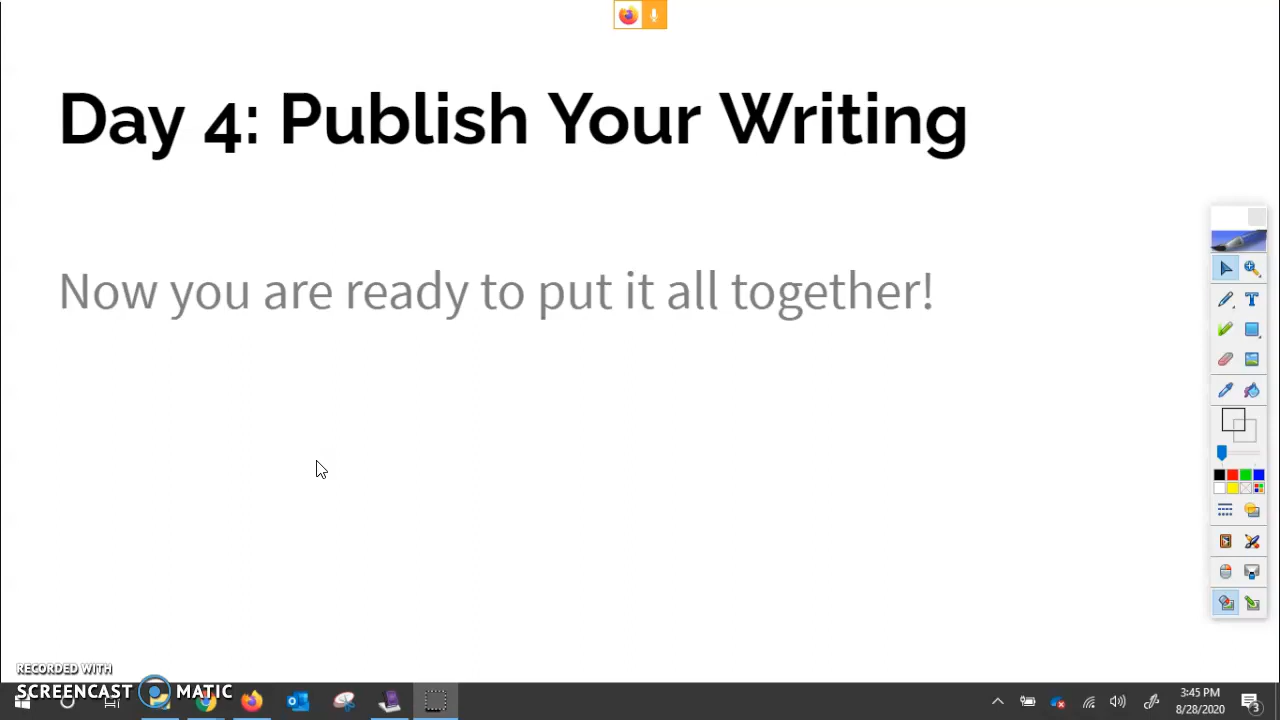 Day 4: Publish Your Writing
Now you are ready to put it all together!
RECORDED WITH
SCREENCAST MATIC
3:45 PM
8/28/2020
3